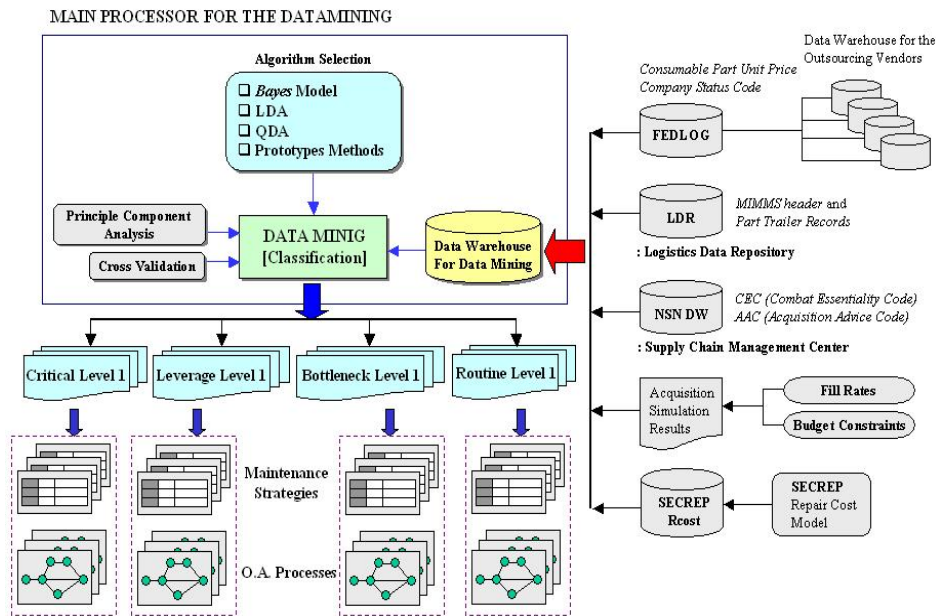 MAIN PROCESSOR FOR THE DATAMINING
Algorithm Selection
Bayes Model
LDA
QDA
Prototypes Methods
Principle Component
Analysis
Cross Validation
DATA MINIG
[Classification]
Data Warehouse
For Data Mining
Critical Level 1
Leverage Level 1
Bottleneck Level 1
Routine Level 1
Maintenance
Strategies
O.A. Processes
Data Warehouse for the
Outsourcing Vendors
Consumable Part Unit Price
Company Status Code
FEDLOG
LDR
MIMMS header and
Part Trailer Records
: Logistics Data Repository
NSN DW
CEC (Combat Essentiality Code)
AAC (Acquisition Advice Code)
: Supply Chain Management Center
Acquisition
Simulation
Results
Fill Rates
Budget Constraints
SECREP
Rcost
SECREP
Repair Cost
Model